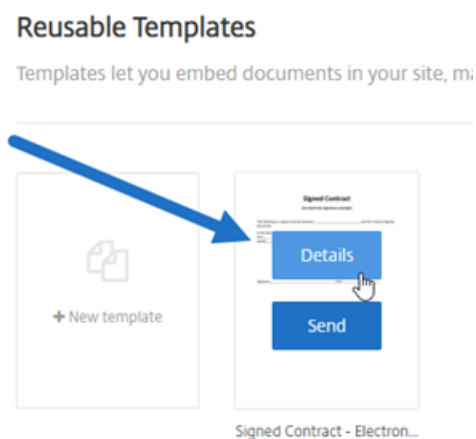 Reusable Templates
Templates let you embed documents in your site, ma
Signed Contract
Details
+ New template
Send
Signed Contract - Electron...